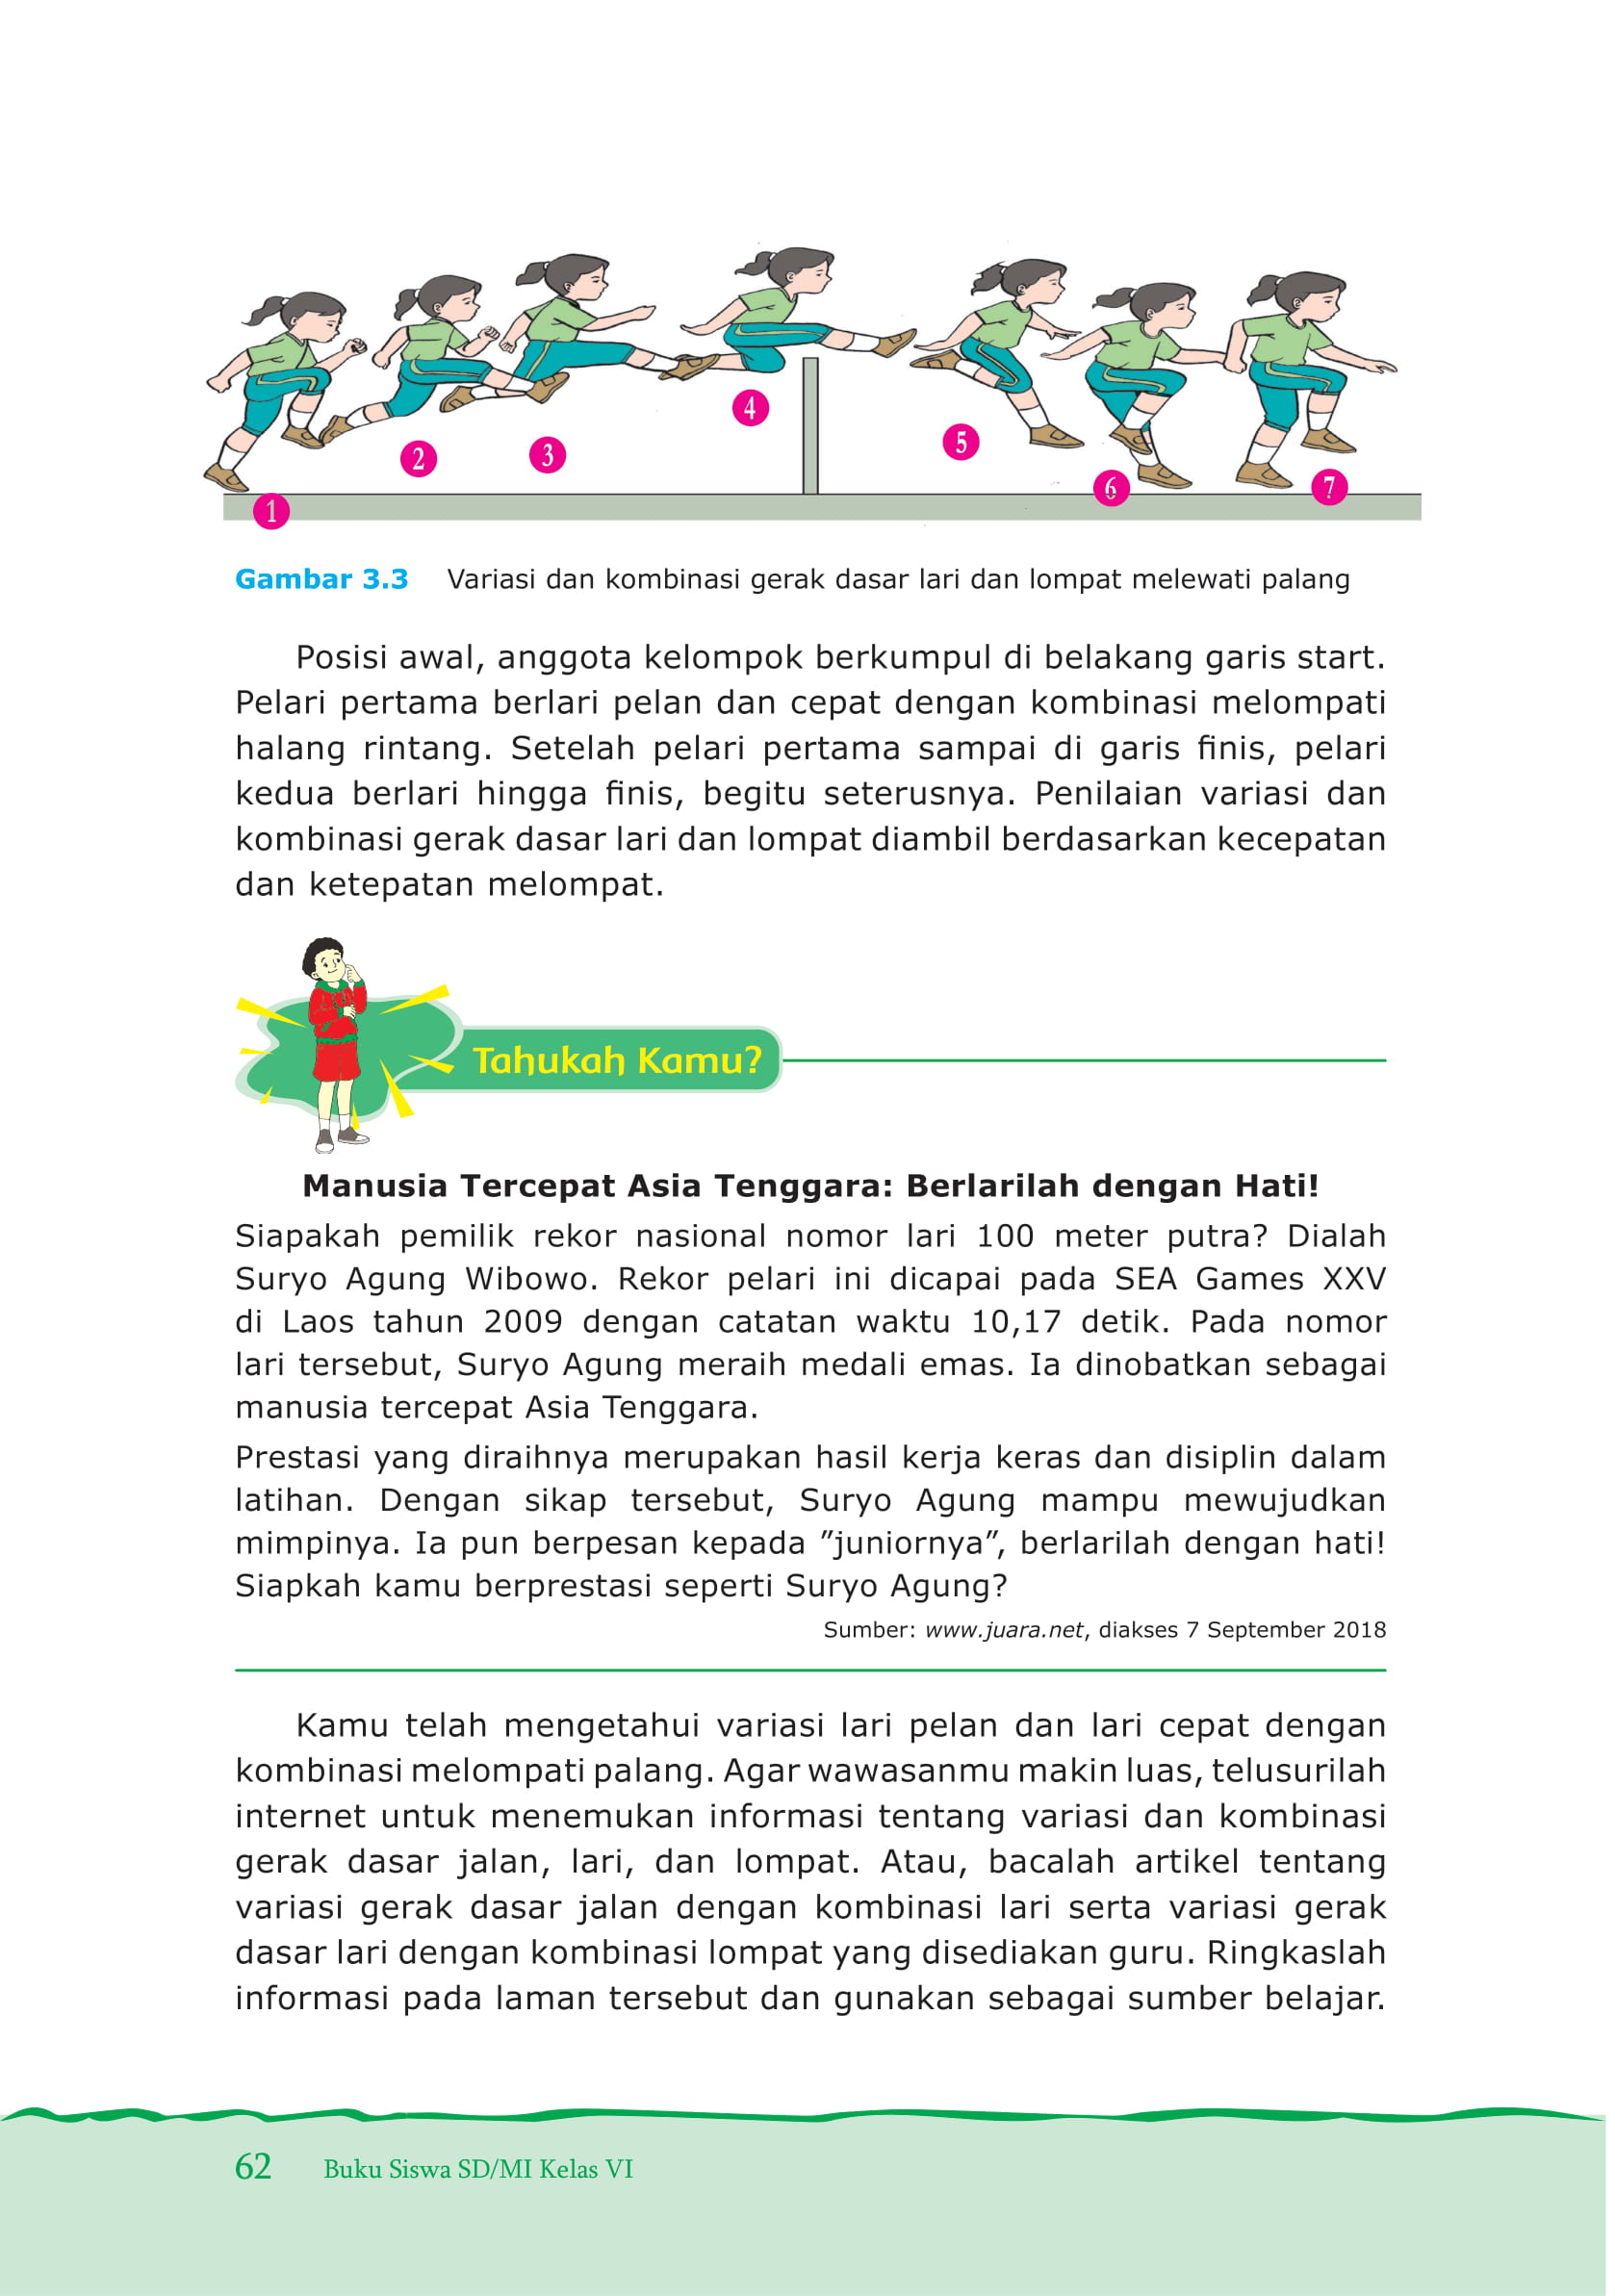 1
2
3
4
5
6
7
Gambar 3.3 Variasi dan kombinasi gerak dasar lari dan lompat melewati palang
Posisi awal, anggota kelompok berkumpul di belakang garis start.
Pelari pertama berlari pelan dan cepat dengan kombinasi melompati
halang rintang. Setelah pelari pertama sampai di garis finis, pelari
kedua berlari hingga finis, begitu seterusnya. Penilaian variasi dan
kombinasi gerak dasar lari dan lompat diambil berdasarkan kecepatan
dan ketepatan melompat.
Tahukah Kamu?
Manusia Tercepat Asia Tenggara: Berlarilah dengan Hati!
Siapakah pemilik rekor nasional nomor lari 100 meter putra? Dialah
Suryo Agung Wibowo. Rekor pelari ini dicapai pada SEA Games XXV
di Laos tahun 2009 dengan catatan waktu 10,17 detik. Pada nomor
lari tersebut, Suryo Agung meraih medali emas. Ia dinobatkan sebagai
manusia tercepat Asia Tenggara.
Prestasi yang diraihnya merupakan hasil kerja keras dan disiplin dalam
latihan. Dengan sikap tersebut, Suryo Agung mampu mewujudkan
mimpinya. Ia pun berpesan kepada ”juniornya”, berlarilah dengan hati!
Siapkah kamu berprestasi seperti Suryo Agung?
Sumber: www.juara.net, diakses 7 September 2018
Kamu telah mengetahui variasi lari pelan dan lari cepat dengan
kombinasi melompati palang. Agar wawasanmu makin luas, telusurilah
internet untuk menemukan informasi tentang variasi dan kombinasi
gerak dasar jalan, lari, dan lompat. Atau, bacalah artikel tentang
variasi gerak dasar jalan dengan kombinasi lari serta variasi gerak
dasar lari dengan kombinasi lompat yang disediakan guru. Ringkaslah
informasi pada laman tersebut dan gunakan sebagai sumber belajar.
62 Buku Siswa SD/MI Kelas VI